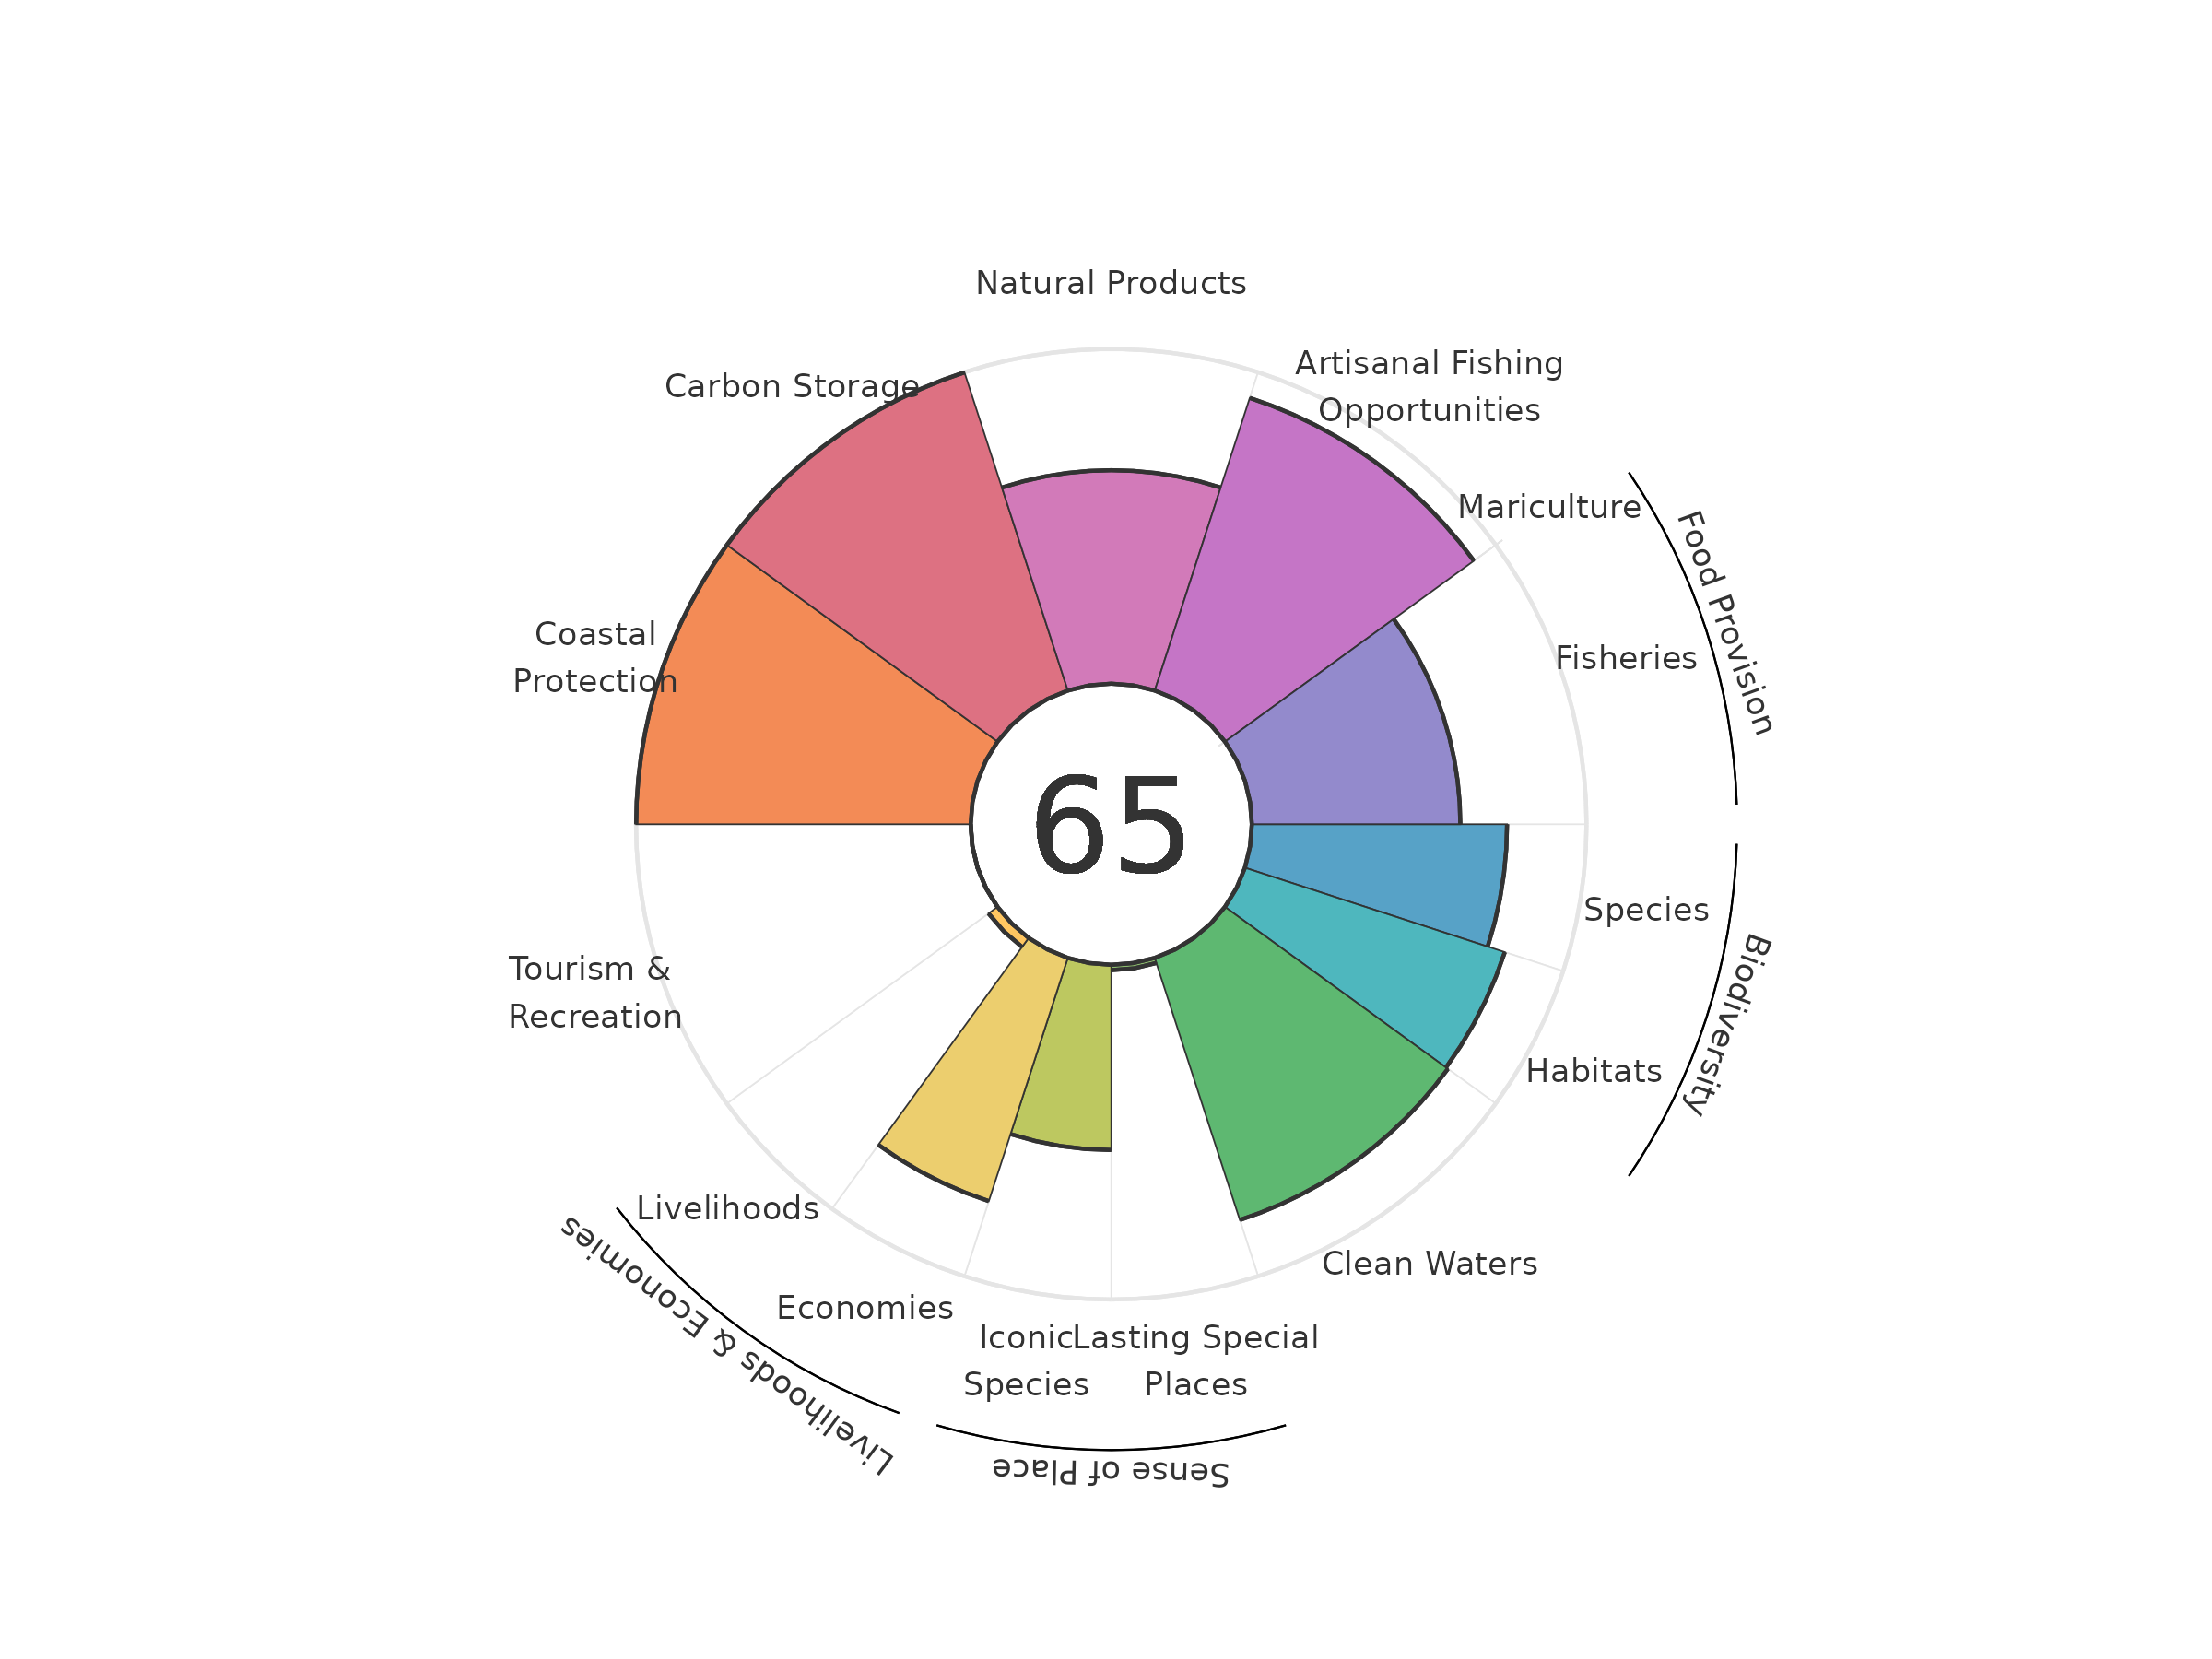 Natural Products
Artisanal Fishing
Opportunities
Carbon Storage
Mariculture
Food Provision
Coastal
Protection
Fisheries
65
Species
Biodiversity
Tourism &
Recreation
Habitats
Livelihoods
Clean Waters
Livelihoods & Economies
Economies
Iconic
Species
Lasting Special
Places
Sense of Place